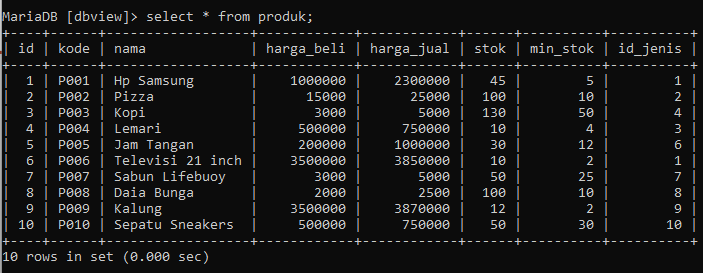 MariaDB [dbview]> select * from produk;
+----+------+-------------------+------------+------------+------+----------+----------+
| id | kode | nama              | harga_beli | harga_jual | stok | min_stok | id_jenis |
+----+------+-------------------+------------+------------+------+----------+----------+
|  1 | P001 | Hp Samsung        |    1000000 |    2300000 |   45 |        5 |        1 |
|  2 | P002 | Pizza             |      15000 |      25000 |  100 |       10 |        2 |
|  3 | P003 | Kopi              |       3000 |       5000 |  130 |       50 |        4 |
|  4 | P004 | Lemari            |     500000 |     750000 |   10 |        4 |        3 |
|  5 | P005 | Jam Tangan        |     200000 |    1000000 |   30 |       12 |        6 |
|  6 | P006 | Televisi 21 inch  |    3500000 |    3850000 |   10 |        2 |        1 |
|  7 | P007 | Sabun Lifebuoy    |       3000 |       5000 |   50 |       25 |        7 |
|  8 | P008 | Daia Bunga        |       2000 |       2500 |  100 |       10 |        8 |
|  9 | P009 | Kalung            |    3500000 |    3870000 |   12 |        2 |        9 |
| 10 | P010 | Sepatu Sneakers   |     500000 |     750000 |   50 |       30 |       10 |
+----+------+-------------------+------------+------------+------+----------+----------+
10 rows in set (0.000 sec)